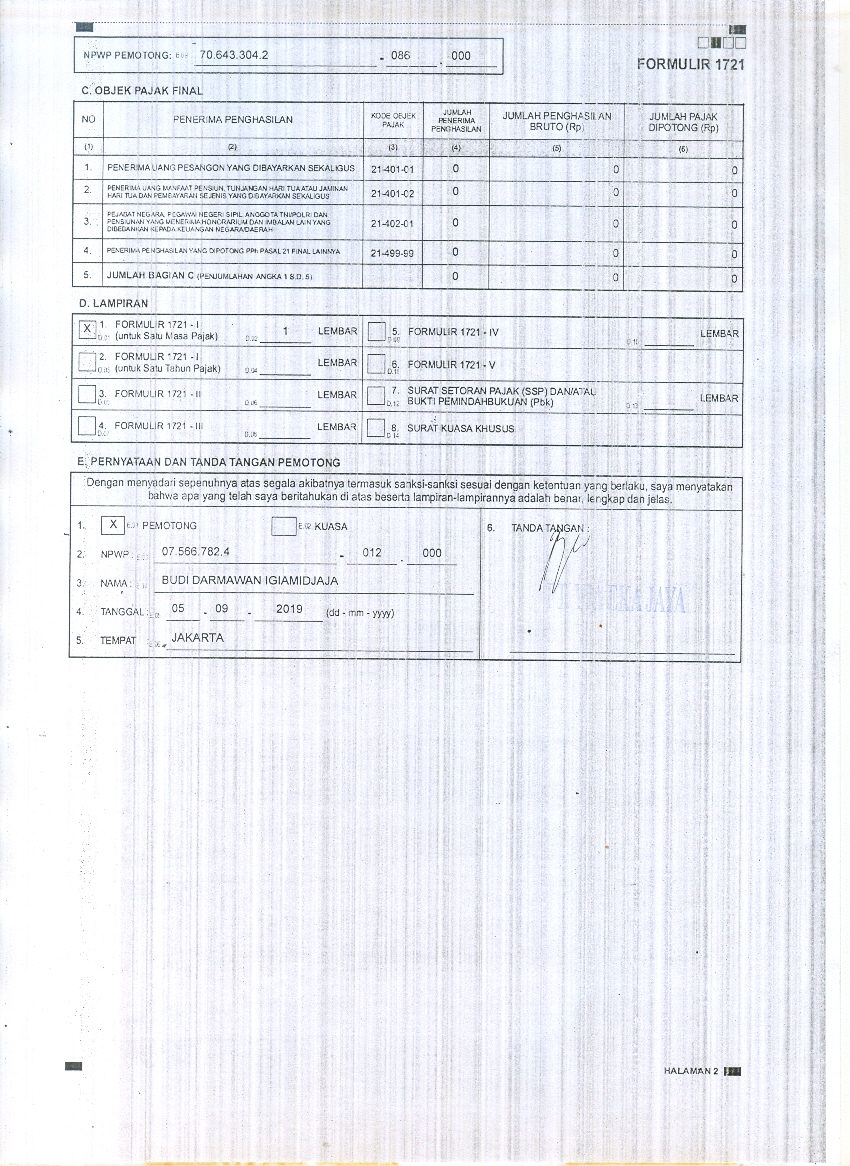 NPWP PEMOTONG: 70.643.304.2 - 086 . 000
FORMULIR 1721
C. OBJEK PAJAK FINAL
NO PENERIMA PENGHASILAN KODE OBJEK PAJAK JUMLAH PENERIMA PENGHASILAN JUMLAH PENGHASILAN BRUTO (Rp) JUMLAH PAJAK DIPOTONG (Rp)
(1) (2) (3) (4) (5) (6)
1. PENERIMA UANG PESANGON YANG DIBAYARKAN SEKALIGUS 21-401-01 0 0 0
2. PENERIMA UANG MANFAAT PENSIUN, TUNJANGAN HARI TUA ATAU JAMINAN HARI TUA DAN PEMBAYARAN SEJENIS YANG DIBAYARKAN SEKALIGUS 21-401-02 0 0 0
3. PEJABAT NEGARA, PEGAWAI NEGERI SIPIL, ANGGOTA TNI/POLRI DAN PENSIUNAN YANG MENERIMA HONORARIUM DAN IMBALAN LAIN YANG DIBEBANKAN KEPADA KEUANGAN NEGARA/DAERAH 21-402-01 0 0 0
4. PENERIMA PENGHASILAN YANG DIPOTONG PPh PASAL 21 FINAL LAINNYA 21-499-99 0 0 0
5. JUMLAH BAGIAN C (PENJUMLAHAN ANGKA 1 S.D. 5) 0 0 0
D. LAMPIRAN
X 1. FORMULIR 1721 - I (untuk Satu Masa Pajak) D.02 1 LEMBAR
5. FORMULIR 1721 - IV D.10 LEMBAR
2. FORMULIR 1721 - I (untuk Satu Tahun Pajak) D.04 LEMBAR
6. FORMULIR 1721 - V D.11
3. FORMULIR 1721 - II D.06 LEMBAR
7. SURAT SETORAN PAJAK (SSP) DAN/ATAU BUKTI PEMINDAHBUKUAN (Pbk) D.12 D.13 LEMBAR
4. FORMULIR 1721 - III LEMBAR
8. SURAT KUASA KHUSUS D.14
E. PERNYATAAN DAN TANDA TANGAN PEMOTONG
Dengan menyadari sepenuhnya atas segala akibatnya termasuk sanksi-sanksi sesuai dengan ketentuan yang berlaku, saya menyatakan
bahwa apa yang telah saya beritahukan di atas beserta lampiran-lampirannya adalah benar, lengkap dan jelas.
1. X E.01 PEMOTONG E.02 KUASA
2. NPWP : 07.566.782.4 - 012 . 000
3. NAMA : BUDI DARMAWAN IGIAMIDJAJA
4. TANGGAL : 05 - 09 - 2019 (dd - mm - yyyy)
5. TEMPAT JAKARTA
6. TANDA TANGAN :
HALAMAN 2